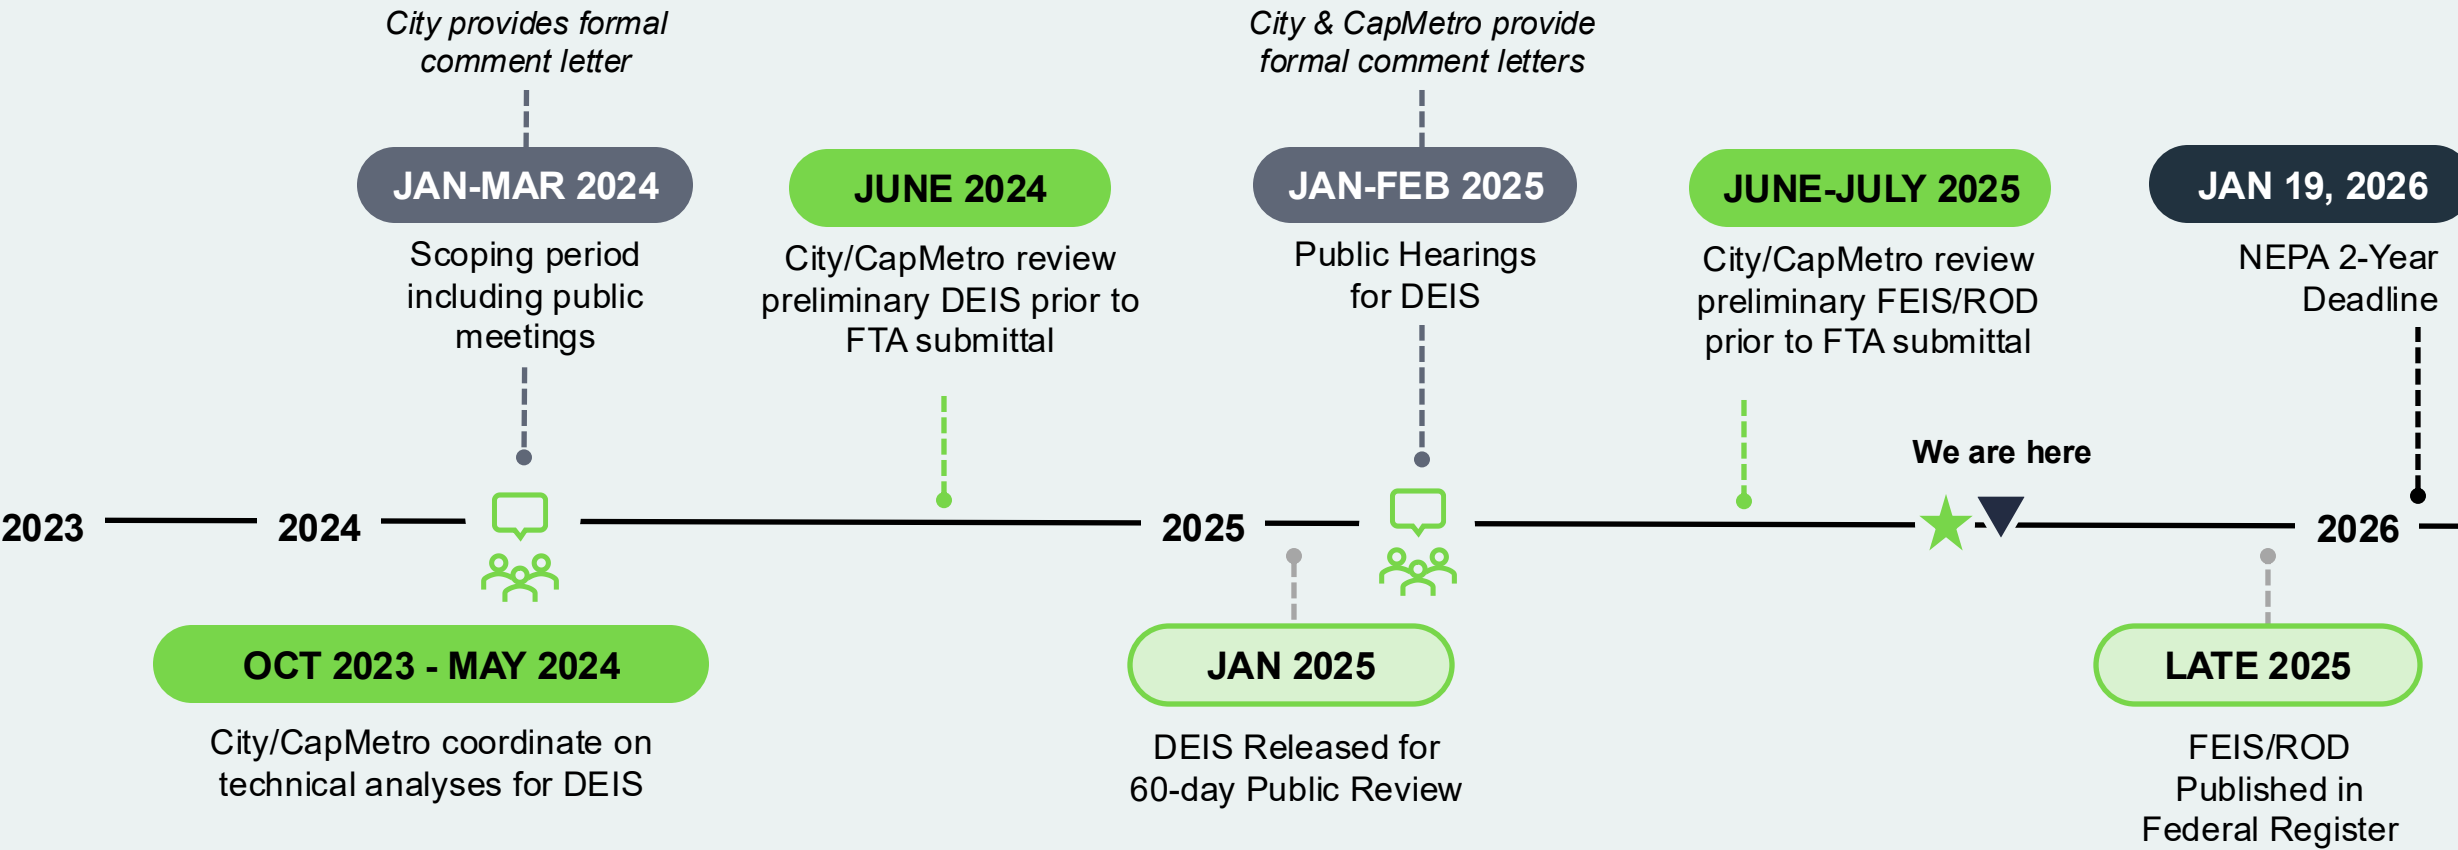 City provides formal
comment letter
City & CapMetro provide
formal comment letters
JAN-MAR 2024
Scoping period
including public
meetings
JUNE 2024
City/CapMetro review
preliminary DEIS prior to
FTA submittal
JAN-FEB 2025
Public Hearings
for DEIS
JUNE-JULY 2025
City/CapMetro review
preliminary FEIS/ROD
prior to FTA submittal
JAN 19, 2026
NEPA 2-Year
Deadline
We are here
2023
2024
2025
2026
OCT 2023 - MAY 2024
City/CapMetro coordinate on
technical analyses for DEIS
JAN 2025
DEIS Released for
60-day Public Review
LATE 2025
FEIS/ROD
Published in
Federal Register